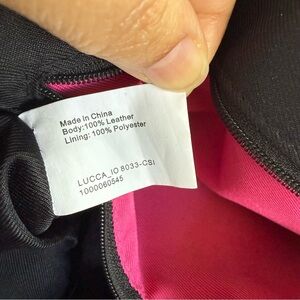 Made in China
Body:100% Leather
Lining: 100% Polyester
LUCCA_IO 8033-CSI
1000060545